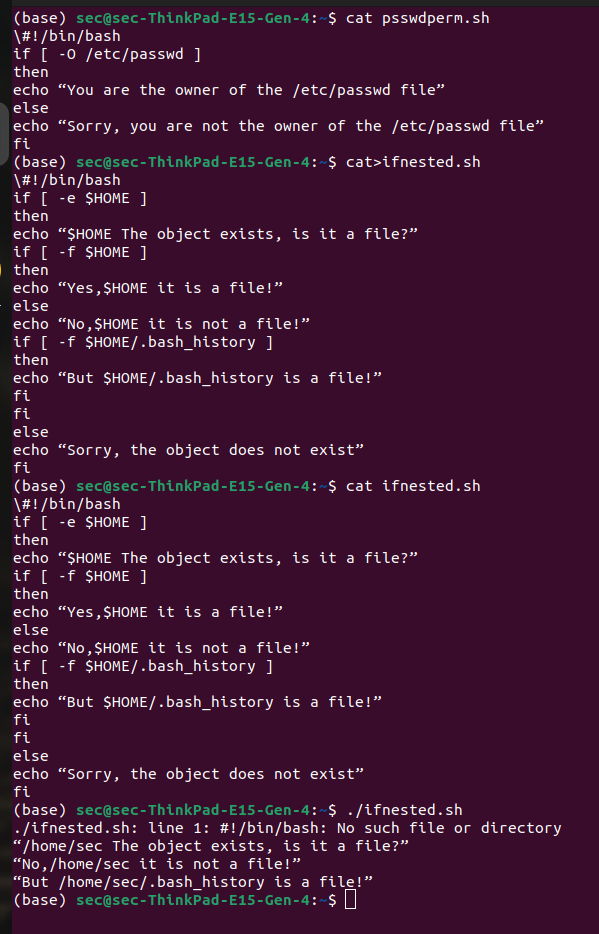 (base) sec@sec-ThinkPad-E15-Gen-4:~$ cat psswdperm.sh
\#!/bin/bash
if [ -O /etc/passwd ]
then
echo “You are the owner of the /etc/passwd file”
else
echo “Sorry, you are not the owner of the /etc/passwd file”
fi
(base) sec@sec-ThinkPad-E15-Gen-4:~$ cat>ifnested.sh
\#!/bin/bash
if [ -e $HOME ]
then
echo “$HOME The object exists, is it a file?”
if [ -f $HOME ]
then
echo “Yes,$HOME it is a file!”
else
echo “No,$HOME it is not a file!”
if [ -f $HOME/.bash_history ]
then
echo “But $HOME/.bash_history is a file!”
fi
fi
else
echo “Sorry, the object does not exist”
fi
(base) sec@sec-ThinkPad-E15-Gen-4:~$ cat ifnested.sh
\#!/bin/bash
if [ -e $HOME ]
then
echo “$HOME The object exists, is it a file?”
if [ -f $HOME ]
then
echo “Yes,$HOME it is a file!”
else
echo “No,$HOME it is not a file!”
if [ -f $HOME/.bash_history ]
then
echo “But $HOME/.bash_history is a file!”
fi
fi
else
echo “Sorry, the object does not exist”
fi
(base) sec@sec-ThinkPad-E15-Gen-4:~$ ./ifnested.sh
./ifnested.sh: line 1: #!/bin/bash: No such file or directory
“/home/sec The object exists, is it a file?”
“No,/home/sec it is not a file!”
“But /home/sec/.bash_history is a file!”
(base) sec@sec-ThinkPad-E15-Gen-4:~$